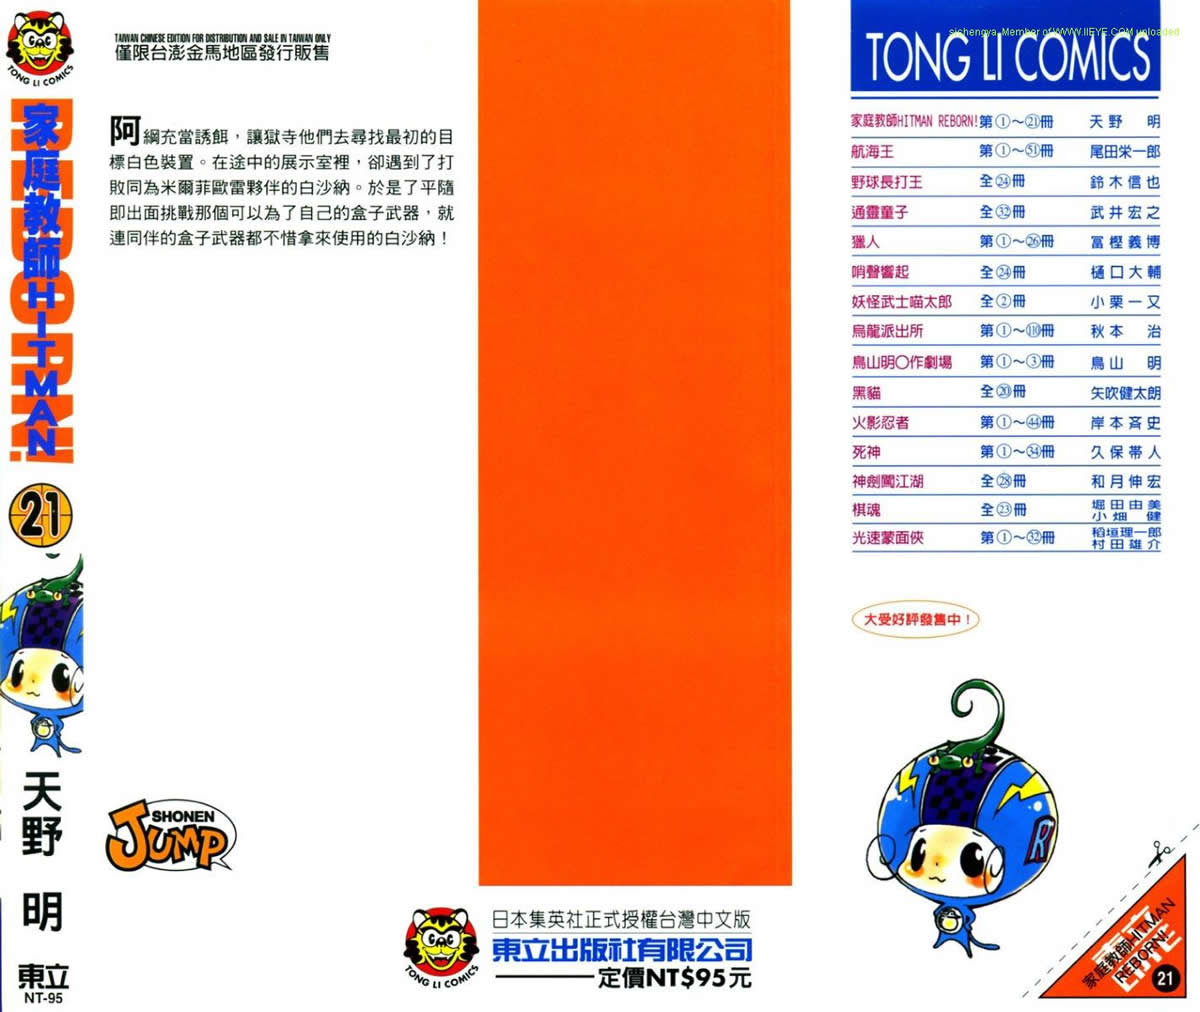 TONG LI COMICS
家庭教師HITMAN
REBORN!
21
天野 明
東立
NT-95
TAIWAN CHINESE EDITION FOR DISTRIBUTION AND SALE IN TAIWAN ONLY
僅限台澎金馬地區發行販售
阿綱充當誘餌，讓獄寺他們去尋找最初的目
標白色裝置。在途中的展示室裡，卻遇到了打
敗同為米爾菲歐雷夥伴的白沙納。於是了平隨
即出面挑戰那個可以為了自己的盒子武器，就
連同伴的盒子武器都不惜拿來使用的白沙納！
SHONEN
JUMP
TONG LI COMICS
日本集英社正式授權台灣中文版
東立出版社有限公司
定價NT$95元
sichengya Member of WWW.IIEYE.COM uploaded
TONG LI COMICS
家庭教師HITMAN REBORN! 第①～㉑冊 天野 明
航海王 第①～㊿+1冊 尾田栄一郎
野球長打王 全㉔冊 鈴木信也
通靈童子 全㉜冊 武井宏之
獵人 第①～㉖冊 冨樫義博
哨聲響起 全㉔冊 樋口大輔
妖怪武士喵太郎 全②冊 小栗一又
烏龍派出所 第①～110冊 秋本 治
鳥山明〇作劇場 第①～③冊 鳥山 明
黑貓 全⑳冊 矢吹健太朗
火影忍者 第①～㊹冊 岸本斉史
死神 第①～㉞冊 久保帯人
神劍闖江湖 全㉘冊 和月伸宏
棋魂 全㉓冊 堀田由美 小畑 健
光速蒙面俠 第①～㉜冊 稻垣理一郎 村田雄介
大受好評發售中！
R
家庭教師HITMAN
REBORN!
21